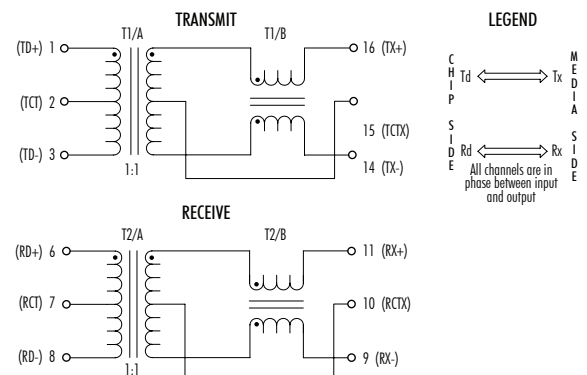 TRANSMIT
T1/A
T1/B
(TD+) 1
16 (TX+)
(TCT) 2
15 (TCTX)
(TD-) 3
14 (TX-)
1:1
RECEIVE
T2/A
T2/B
(RD+) 6
11 (RX+)
(RCT) 7
10 (RCTX)
(RD-) 8
9 (RX-)
1:1
LEGEND
CHIP SIDE
Td
Tx
MEDIA SIDE
Rd
Rx
All channels are in
phase between input
and output